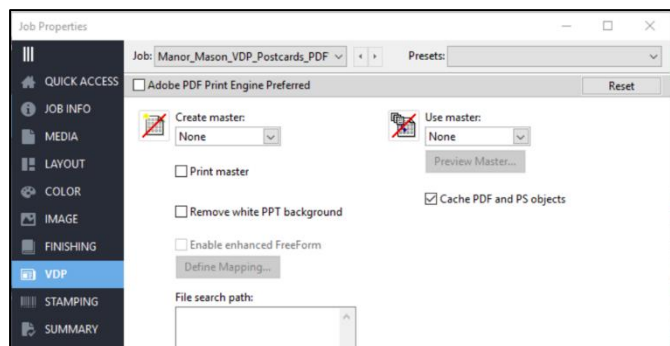 Job Properties
Job: Manor_Mason_VDP_Postcards_PDF
Presets:
QUICK ACCESS
Adobe PDF Print Engine Preferred
Reset
JOB INFO
MEDIA
LAYOUT
COLOR
IMAGE
FINISHING
VDP
STAMPING
SUMMARY
Create master:
None
Print master
Remove white PPT background
Enable enhanced FreeForm
Define Mapping...
File search path:
Use master:
None
Preview Master...
Cache PDF and PS objects